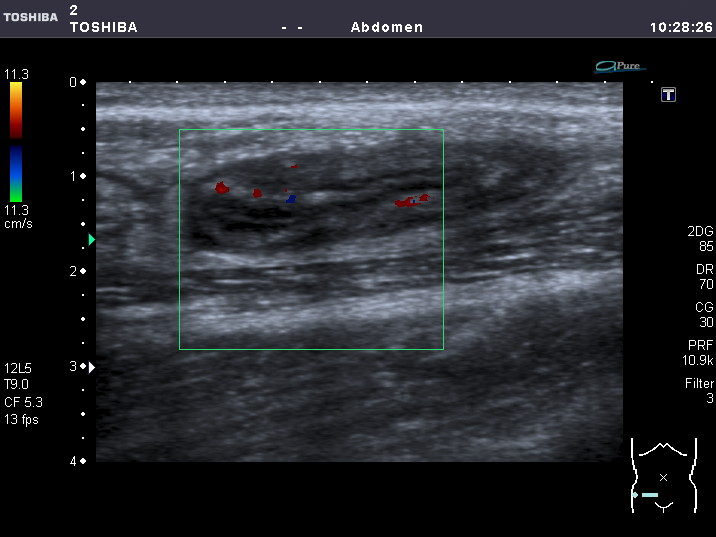 TOSHIBA
2
TOSHIBA - - Abdomen 10:28:26
aPure
T
11.3
11.3
cm/s
0
1
2
3
4
2DG
85
DR
70
CG
30
PRF
10.9k
Filter
3
12L5
T9.0
CF 5.3
13 fps